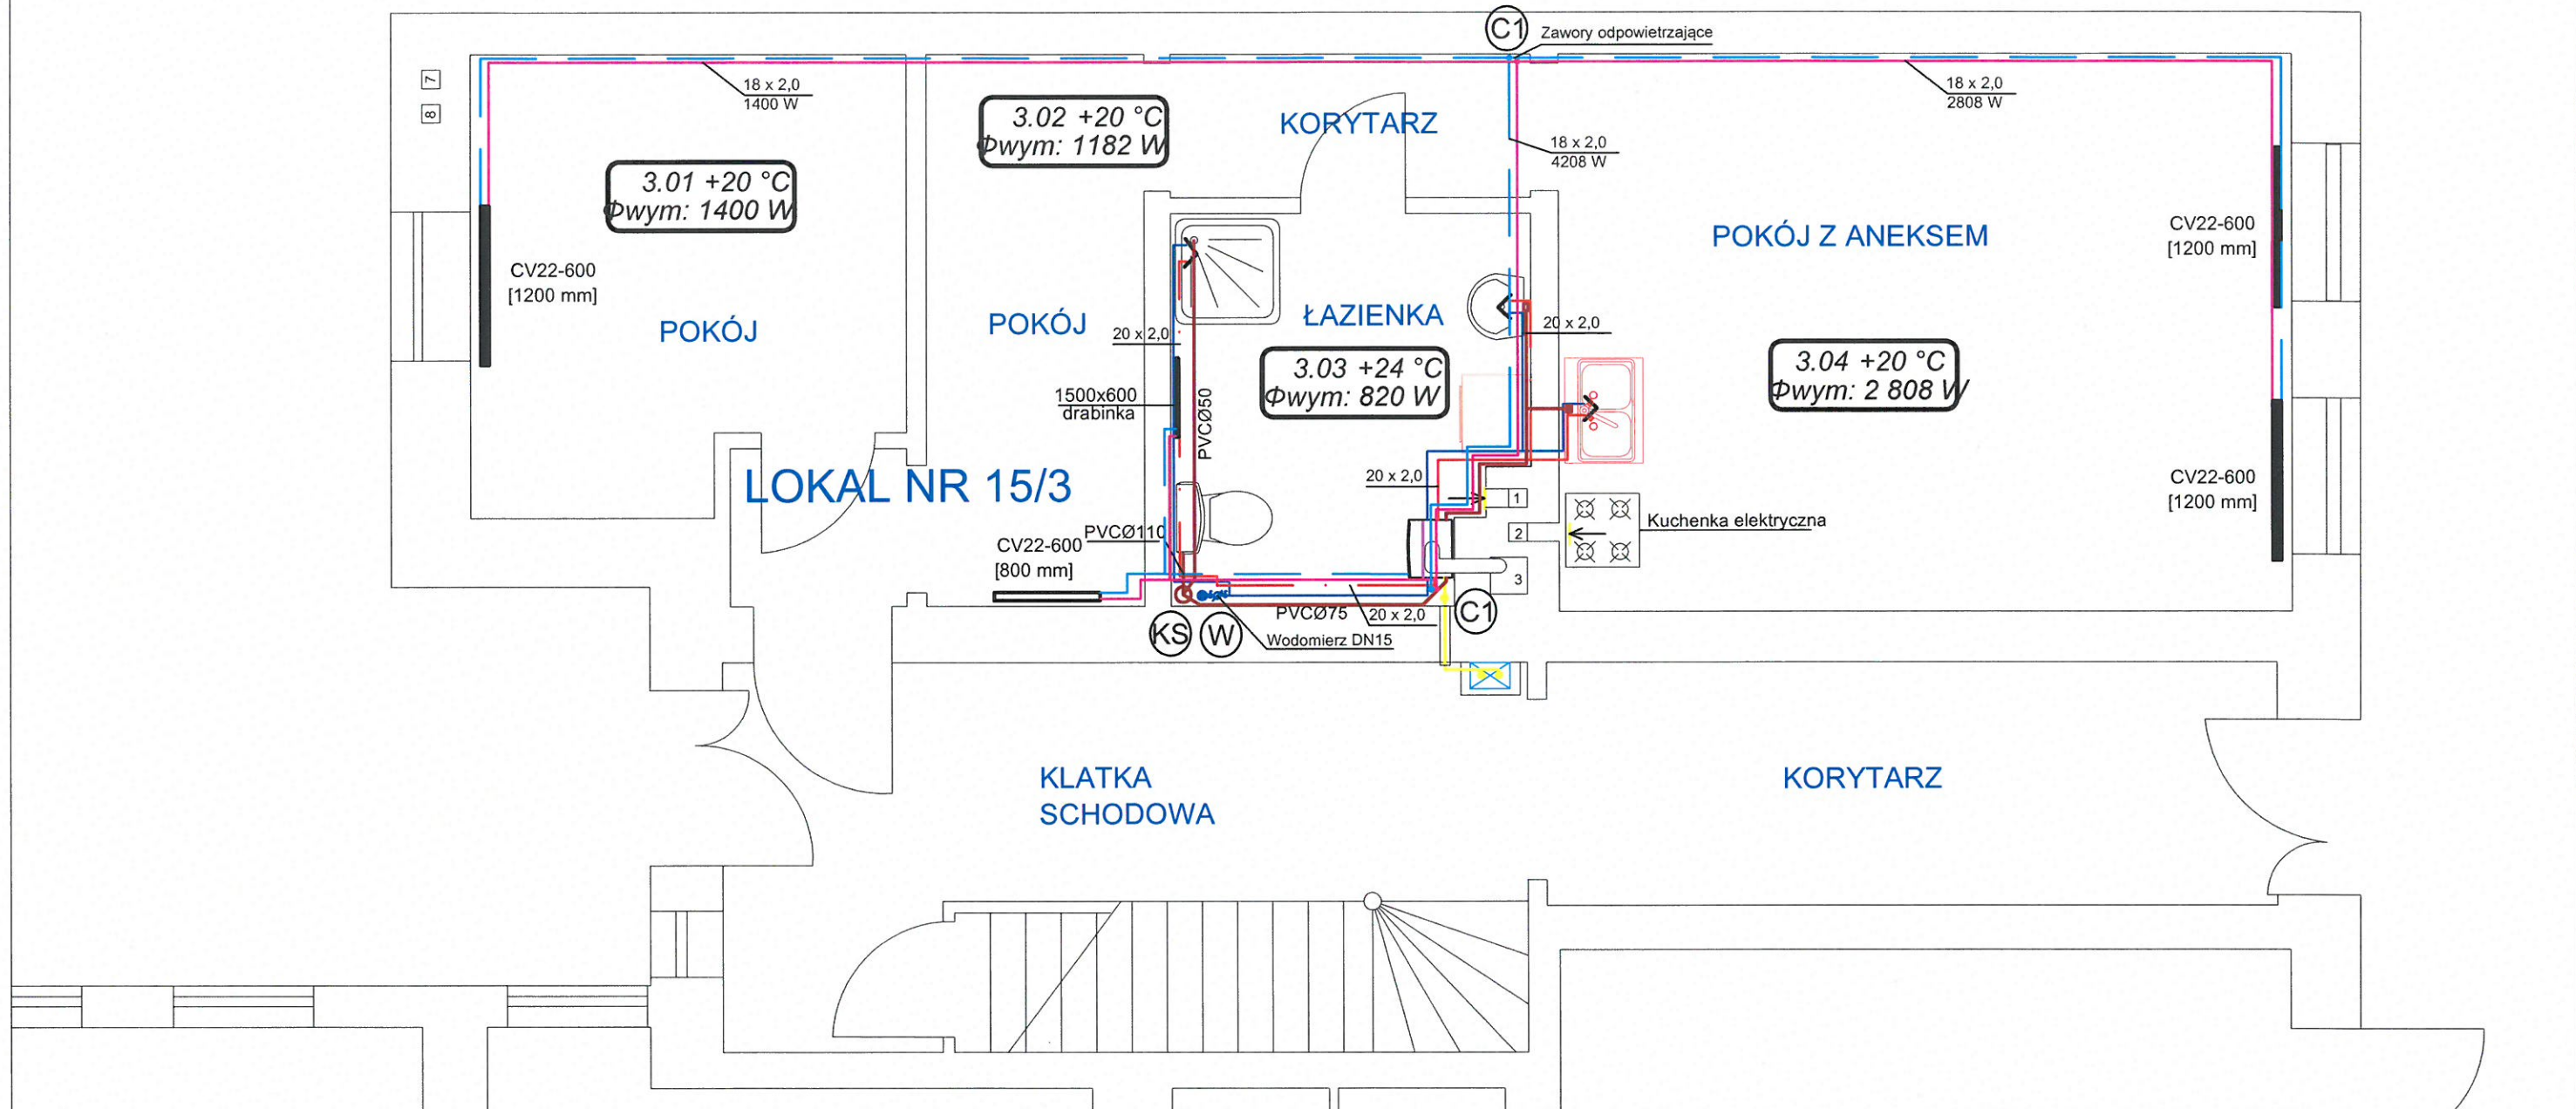 C1
Zawory odpowietrzające
7
8
18 x 2,0
1400 W
18 x 2,0
2808 W
3.02 +20 °C
Φwym: 1182 W
KORYTARZ
18 x 2,0
4208 W
3.01 +20 °C
Φwym: 1400 W
CV22-600
[1200 mm]
POKÓJ
POKÓJ
20 x 2,0
ŁAZIENKA
20 x 2,0
POKÓJ Z ANEKSEM
CV22-600
[1200 mm]
3.03 +24 °C
Φwym: 820 W
3.04 +20 °C
Φwym: 2 808 W
1500x600
drabinka
PVCØ50
LOKAL NR 15/3
20 x 2,0
1
2
3
Kuchenka elektryczna
CV22-600
[1200 mm]
PVCØ110
CV22-600
[800 mm]
PVCØ75
20 x 2,0
C1
KS
W
Wodomierz DN15
KLATKA
SCHODOWA
KORYTARZ